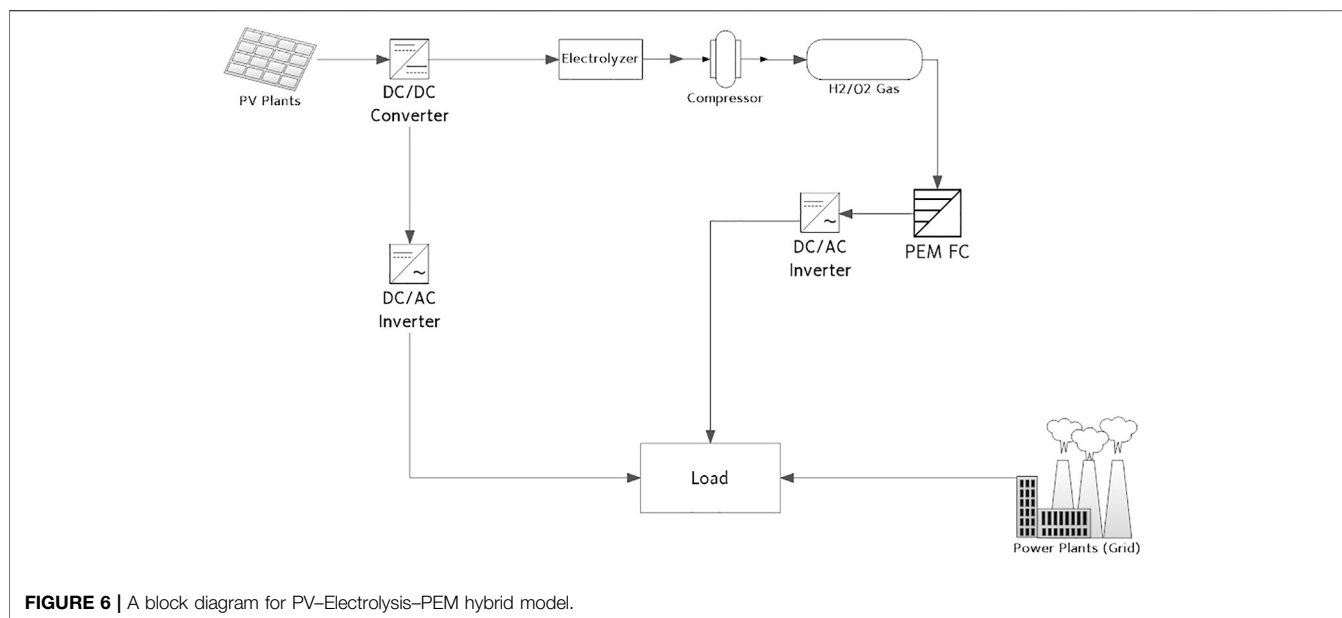 PV Plants
DC/DC
Converter
Electrolyzer
Compressor
H2/O2 Gas
DC/AC
Inverter
PEM FC
DC/AC
Inverter
Load
Power Plants (Grid)
FIGURE 6 | A block diagram for PV–Electrolysis–PEM hybrid model.